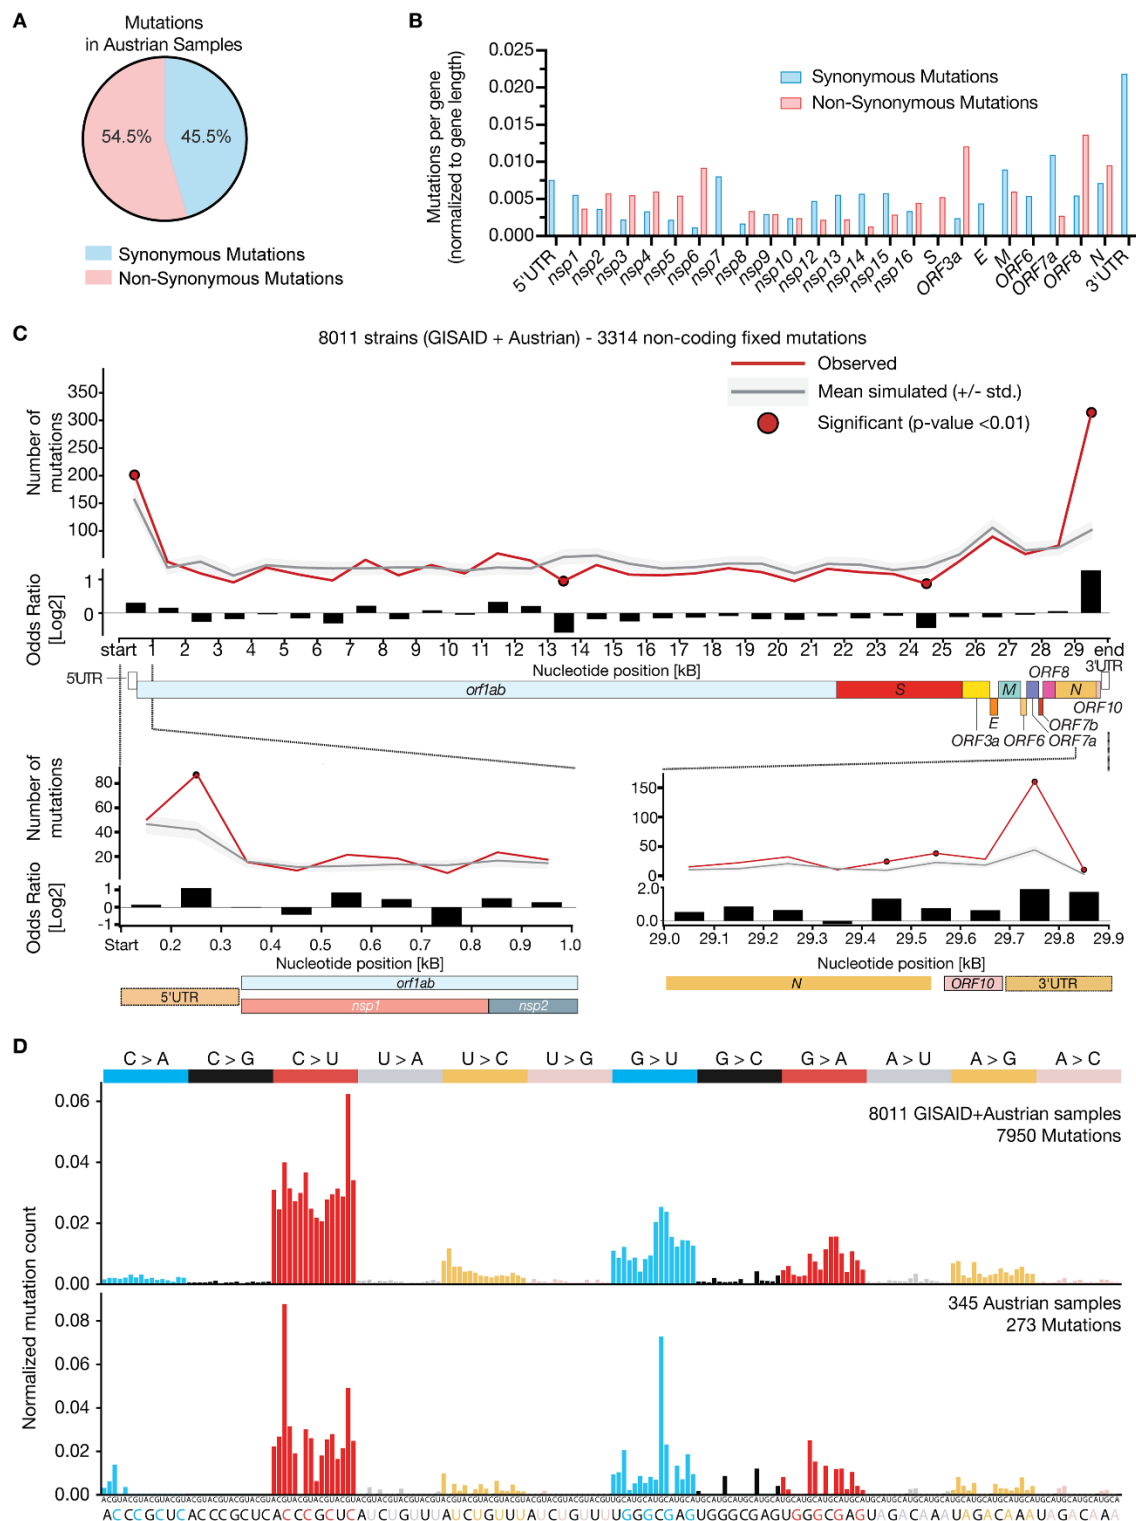 A
Mutations
in Austrian Samples
54.5%
45.5%
Synonymous Mutations
Non-Synonymous Mutations
B
Mutations per gene
(normalized to gene length)
0.025
0.020
0.015
0.010
0.005
0.000
Synonymous Mutations
Non-Synonymous Mutations
5'UTR nsp1 nsp2 nsp3 nsp4 nsp5 nsp6 nsp7 nsp8 nsp9 nsp10 nsp12 nsp13 nsp14 nsp15 nsp16 S ORF3a E M ORF6 ORF7a ORF8 N 3'UTR
C
8011 strains (GISAID + Austrian) - 3314 non-coding fixed mutations
Observed
Mean simulated (+/- std.)
Significant (p-value <0.01)
Number of
mutations
350
300
250
200
150
100
Odds Ratio
[Log2]
1
0
start 1 2 3 4 5 6 7 8 9 10 11 12 13 14 15 16 17 18 19 20 21 22 23 24 25 26 27 28 29 end
Nucleotide position [kB]
5'UTR
orf1ab
S
ORF3a
E
M
ORF6
ORF7a
ORF7b
ORF8
N
ORF10
3'UTR
Number of
mutations
80
60
40
20
Odds Ratio
[Log2]
1
0
-1
Start 0.2 0.3 0.4 0.5 0.6 0.7 0.8 0.9 1.0
Nucleotide position [kB]
5'UTR
orf1ab
nsp1
nsp2
150
100
50
0
2.0
0.0
29.0 29.1 29.2 29.3 29.4 29.5 29.6 29.7 29.8 29.9
Nucleotide position [kB]
N
ORF10
3'UTR
D
C > A C > G C > U U > A U > C U > G G > U G > C G > A A > U A > G A > C
Normalized mutation count
0.06
0.04
0.02
0.00
8011 GISAID+Austrian samples
7950 Mutations
0.08
0.06
0.04
0.02
0.00
345 Austrian samples
273 Mutations
ACCCGCUCACCCGCUCACCCGCUCAUCUGUUUAUCUGUUUAUCUGUUUUGGGCGAGUGGGCGAGUGGGCGAGUAGACAAAUAGACAAAUAGACAAA